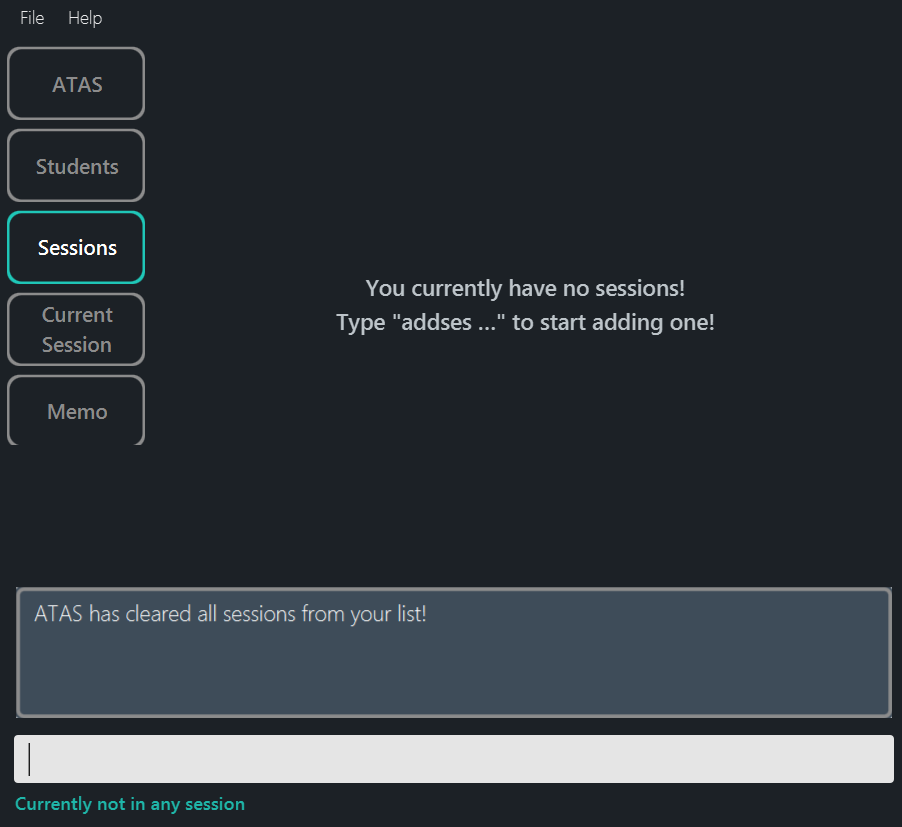 File Help
ATAS
Students
Sessions
Current
Session
Memo
You currently have no sessions!
Type "addses ..." to start adding one!
ATAS has cleared all sessions from your list!
Currently not in any session